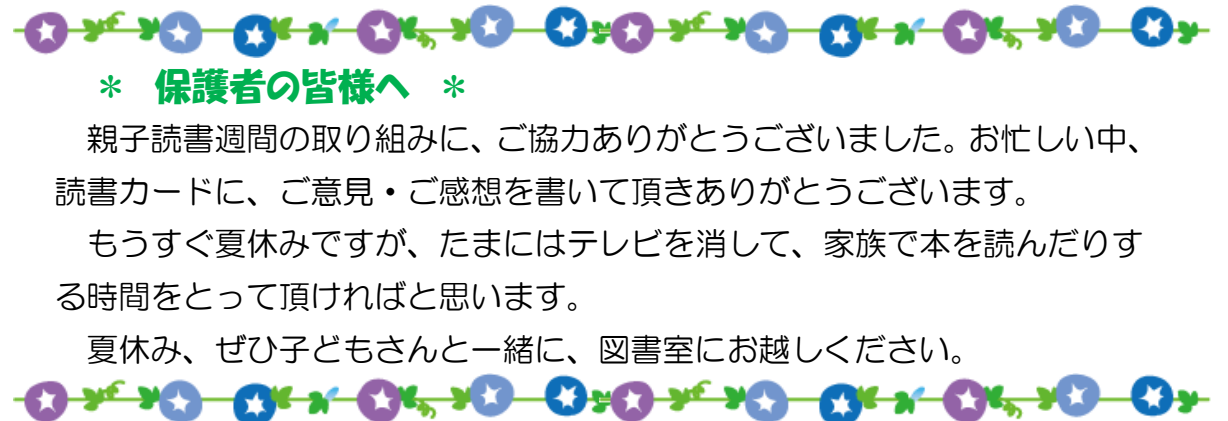 ＊ 保護者の皆様へ ＊
親子読書週間の取り組みに、ご協力ありがとうございました。お忙しい中、
読書カードに、ご意見・ご感想を書いて頂きありがとうございます。
もうすぐ夏休みですが、たまにはテレビを消して、家族で本を読んだりす
る時間をとって頂ければと思います。
夏休み、ぜひ子どもさんと一緒に、図書室にお越しください。